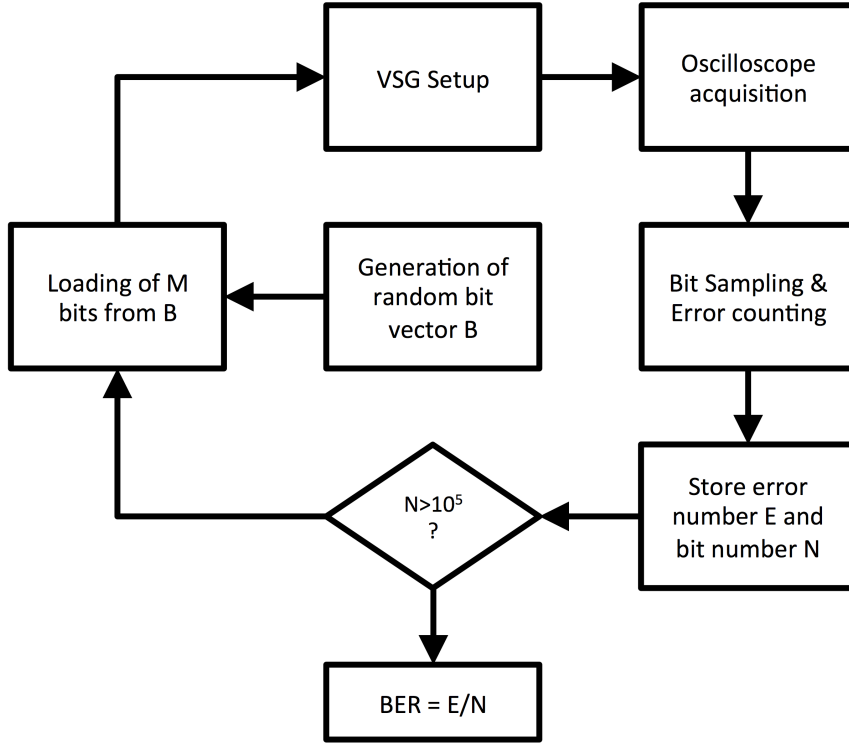 VSG Setup
Oscilloscope
acquisition
Loading of M
bits from B
Generation of
random bit
vector B
Bit Sampling &
Error counting
N>10⁵
?
Store error
number E and
bit number N
BER = E/N